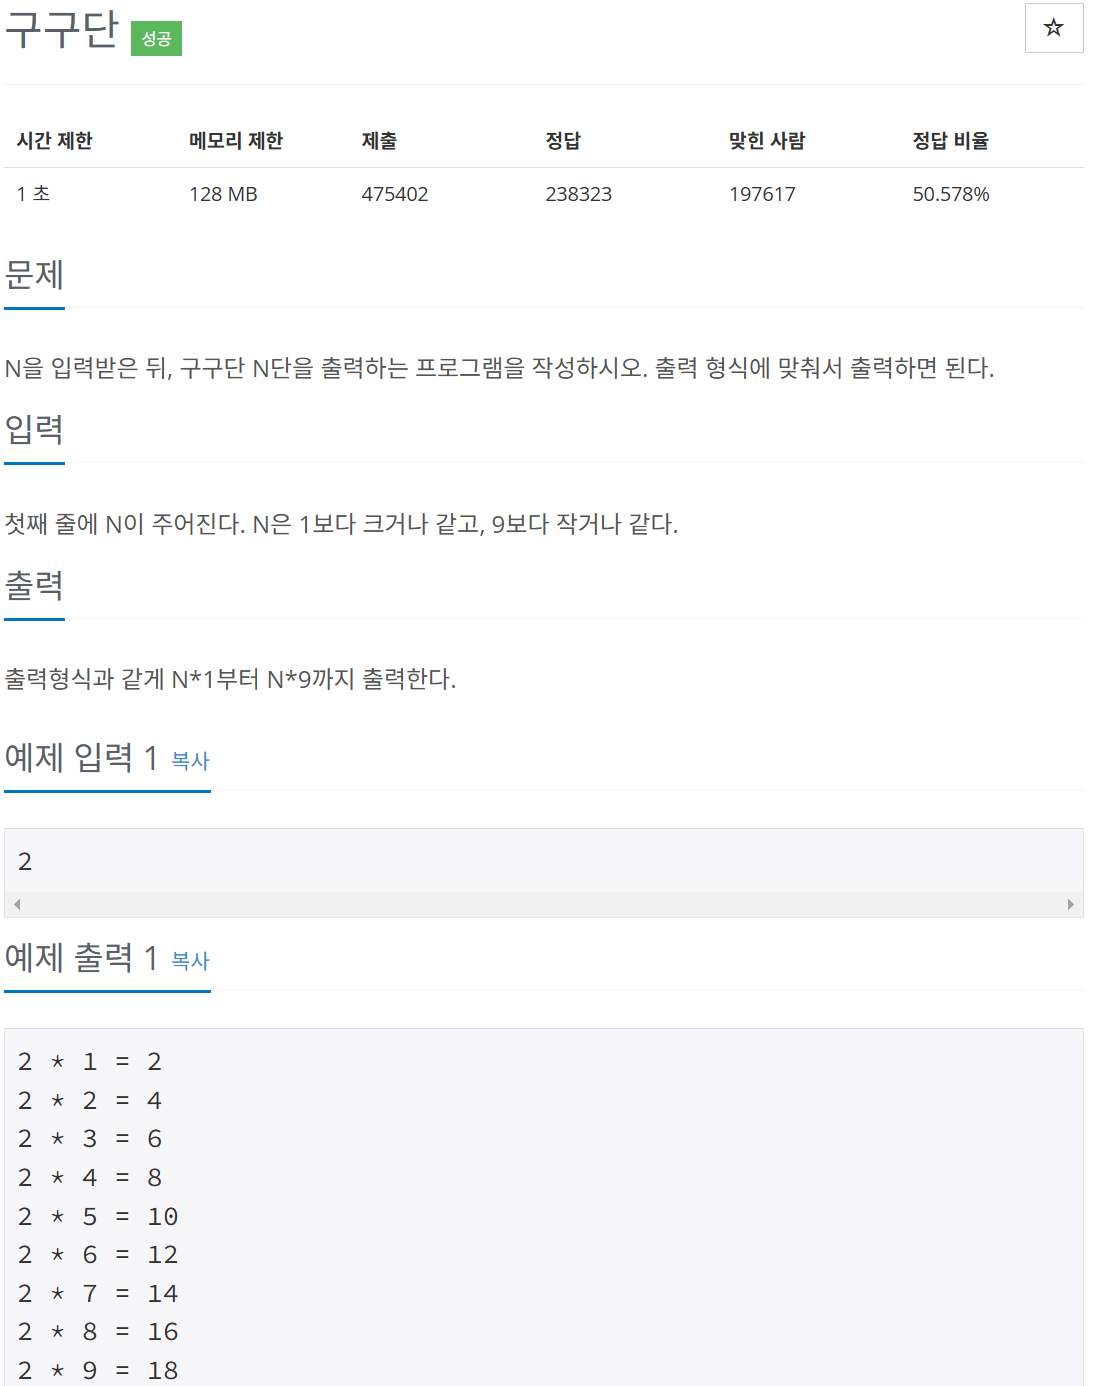 구구단 성공
☆
시간 제한 메모리 제한 제출 정답 맞힌 사람 정답 비율
1 초 128 MB 475402 238323 197617 50.578%
문제
N을 입력받은 뒤, 구구단 N단을 출력하는 프로그램을 작성하시오. 출력 형식에 맞춰서 출력하면 된다.
입력
첫째 줄에 N이 주어진다. N은 1보다 크거나 같고, 9보다 작거나 같다.
출력
출력형식과 같게 N*1부터 N*9까지 출력한다.
예제 입력 1 복사
2
예제 출력 1 복사
2 * 1 = 2
2 * 2 = 4
2 * 3 = 6
2 * 4 = 8
2 * 5 = 10
2 * 6 = 12
2 * 7 = 14
2 * 8 = 16
2 * 9 = 18